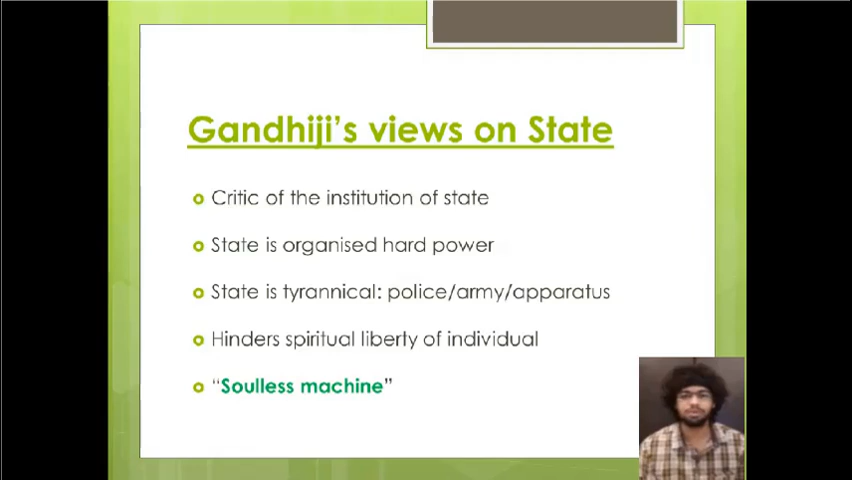 Gandhiji's views on State
Critic of the institution of state
State is organised hard power
State is tyrannical: police/army/apparatus
Hinders spiritual liberty of individual
“Soulless machine”